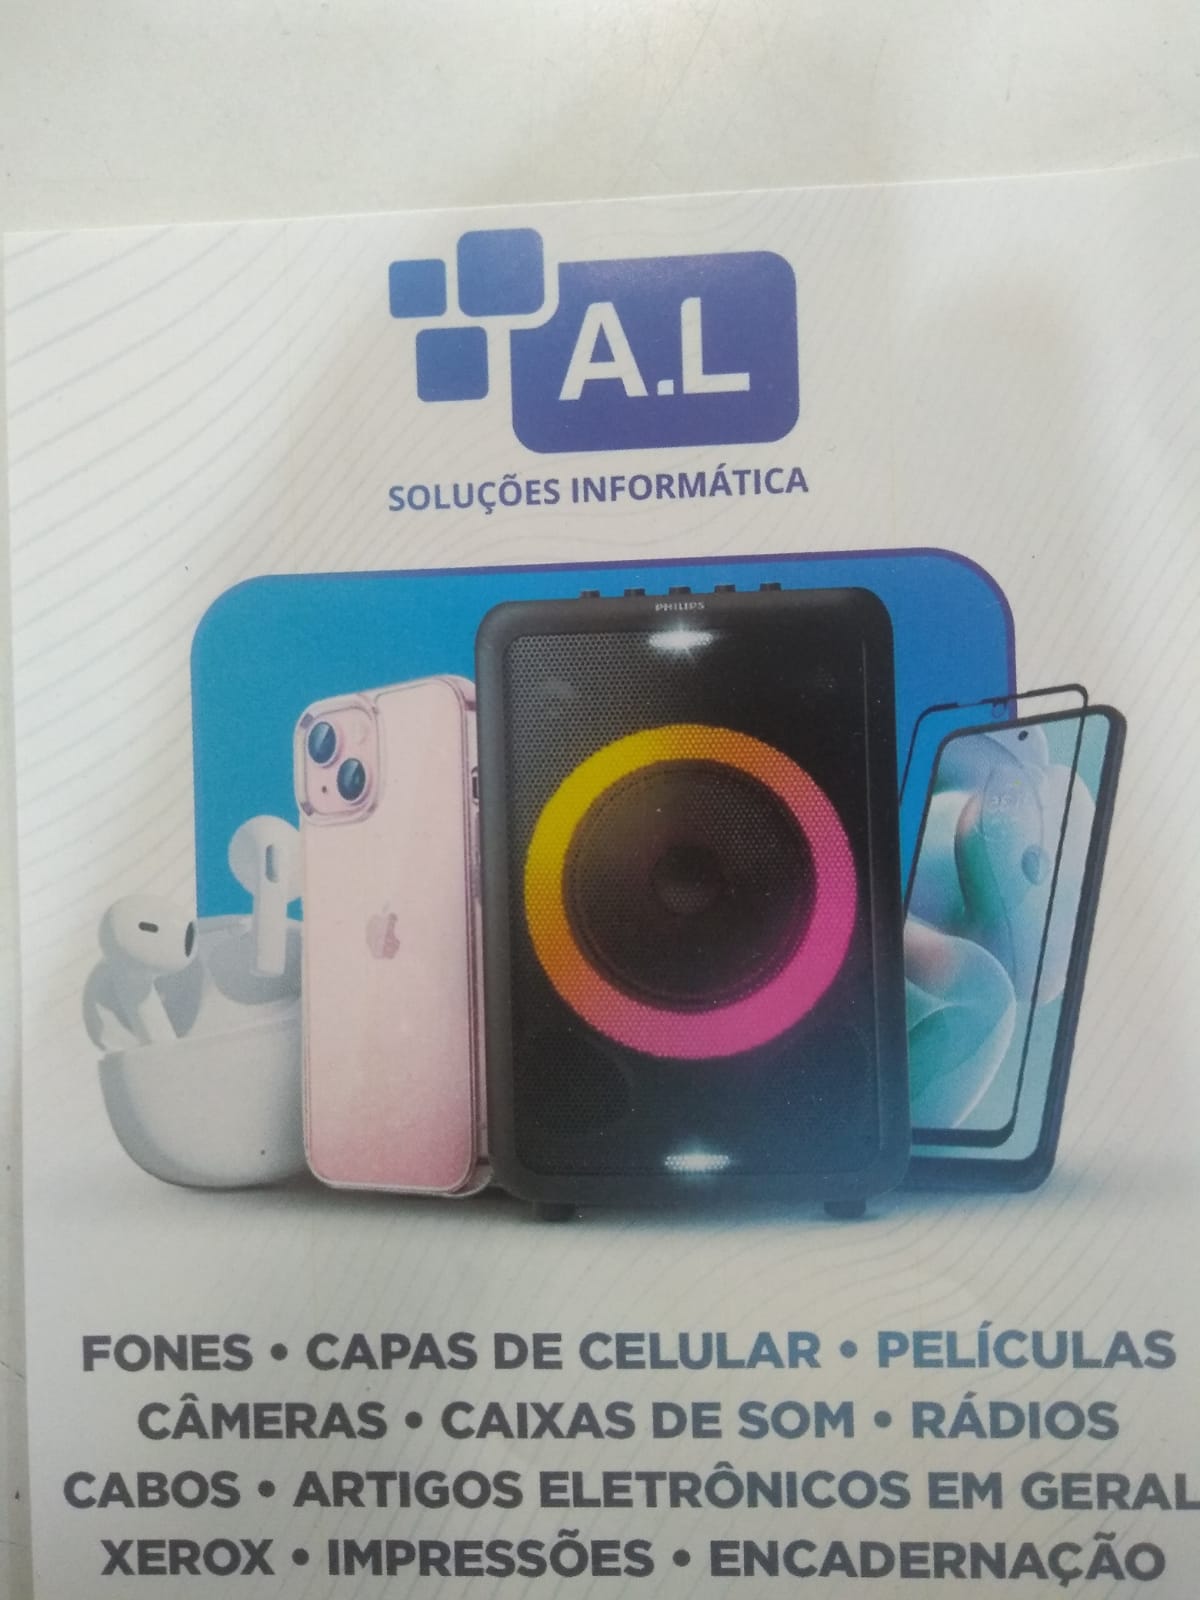 A.L
SOLUÇÕES INFORMÁTICA
PHILIPS
FONES • CAPAS DE CELULAR • PELÍCULAS
CÂMERAS • CAIXAS DE SOM • RÁDIOS
CABOS • ARTIGOS ELETRÔNICOS EM GERAL
XEROX • IMPRESSÕES • ENCADERNAÇÃO